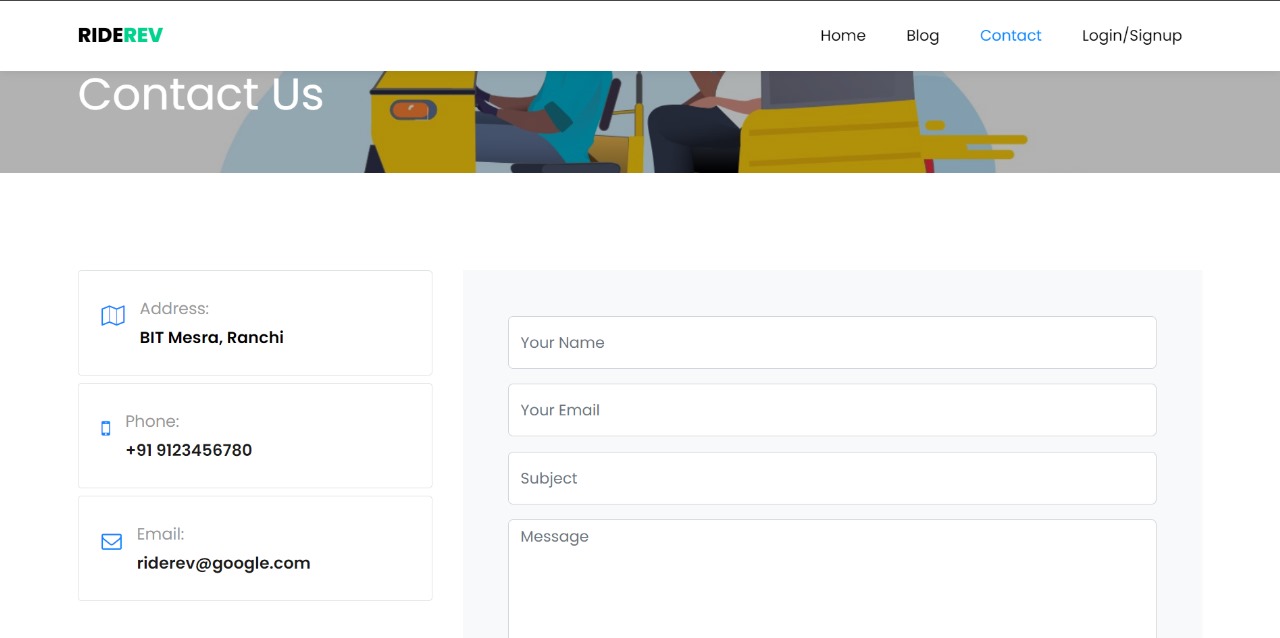 RIDEREV
Home Blog Contact Login/Signup
Contact Us
Address:
BIT Mesra, Ranchi
Phone:
+91 9123456780
Email:
riderev@google.com
Your Name
Your Email
Subject
Message